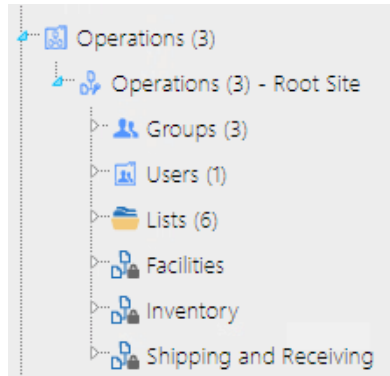 Operations (3)
Operations (3) - Root Site
Groups (3)
Users (1)
Lists (6)
Facilities
Inventory
Shipping and Receiving